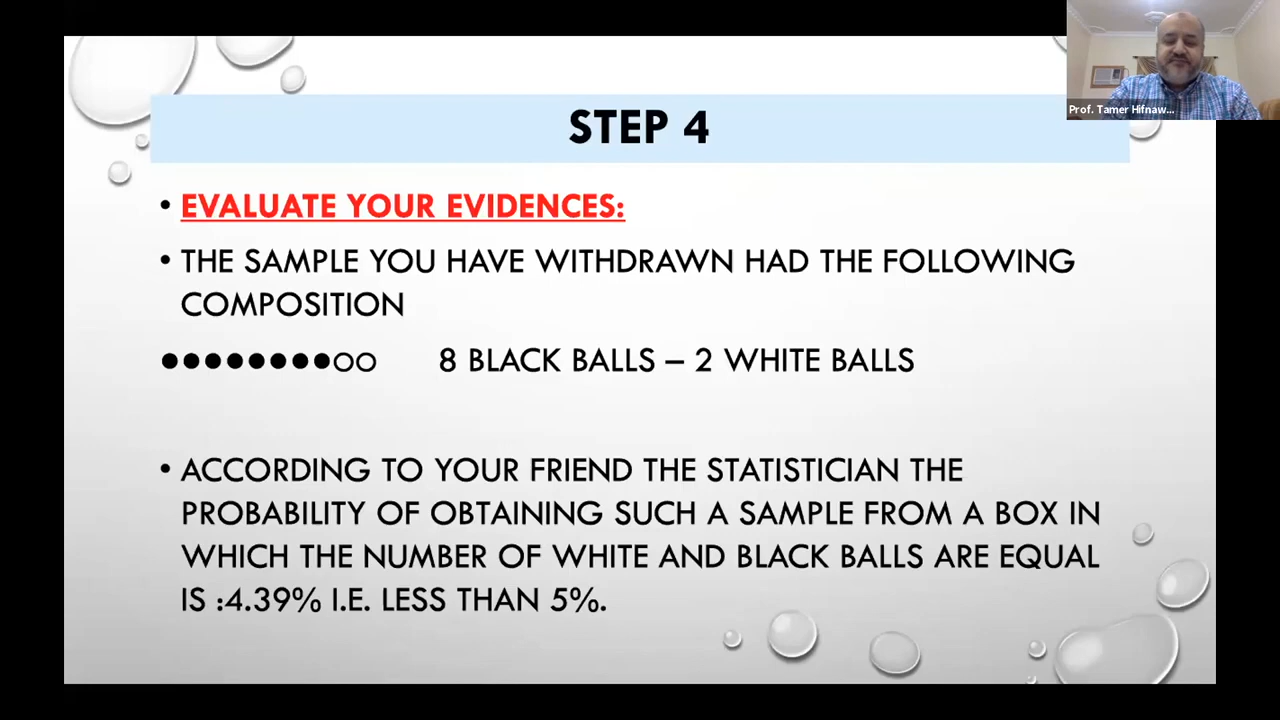 Prof. Tamer Hifnaw...
STEP 4
• EVALUATE YOUR EVIDENCES:
• THE SAMPLE YOU HAVE WITHDRAWN HAD THE FOLLOWING
COMPOSITION
●●●●●●●●○○ 8 BLACK BALLS – 2 WHITE BALLS
• ACCORDING TO YOUR FRIEND THE STATISTICIAN THE
PROBABILITY OF OBTAINING SUCH A SAMPLE FROM A BOX IN
WHICH THE NUMBER OF WHITE AND BLACK BALLS ARE EQUAL
IS :4.39% I.E. LESS THAN 5%.